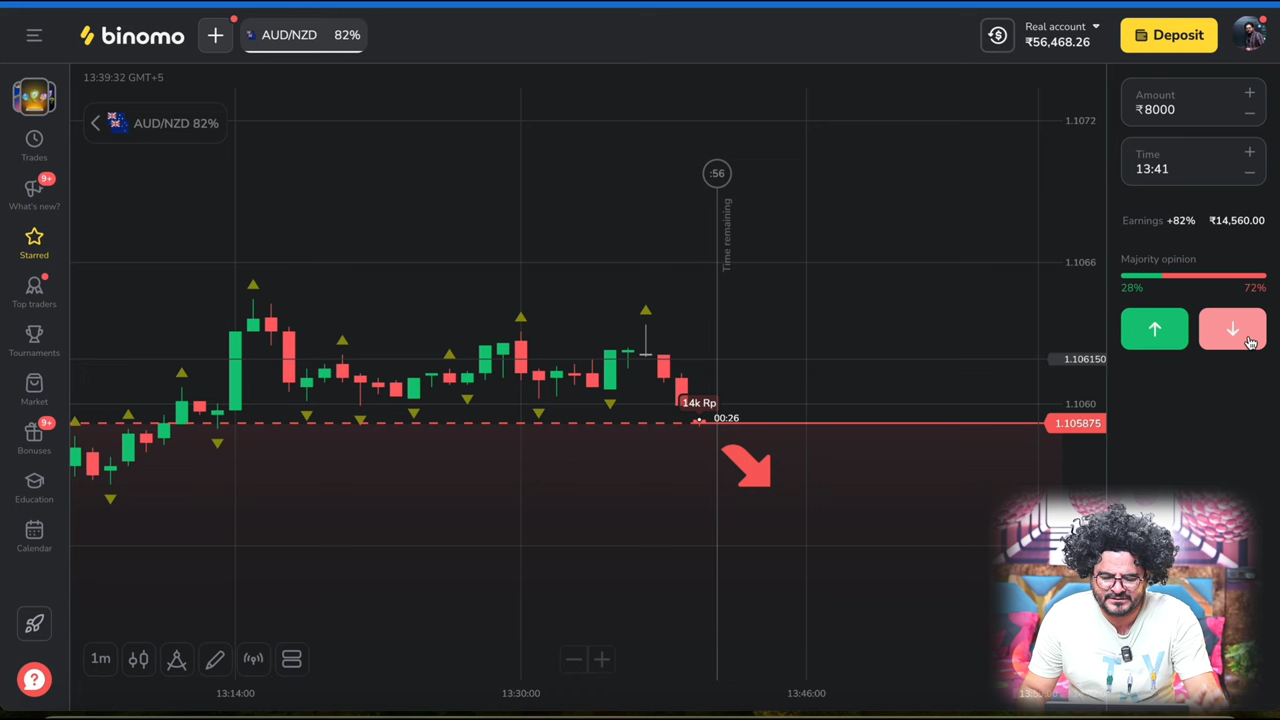 binomo
AUD/NZD 82%
Real account
₹56,468.26
Deposit
13:39:32 GMT+5
AUD/NZD 82%
Trades
9+
What's new?
Starred
Top traders
Tournaments
Market
9+
Bonuses
Education
Calendar
:56
Time remaining
14k Rp
00:26
1.1072
1.1066
1.106150
1.1060
1.105875
1m
13:14:00
13:30:00
13:46:00
Amount
₹8000
Time
13:41
Earnings +82% ₹14,560.00
Majority opinion
28% 72%